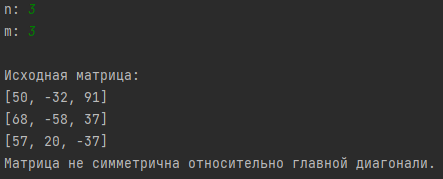 n: 3
m: 3
Исходная матрица:
[50, -32, 91]
[68, -58, 37]
[57, 20, -37]
Матрица не симметрична относительно главной диагонали.